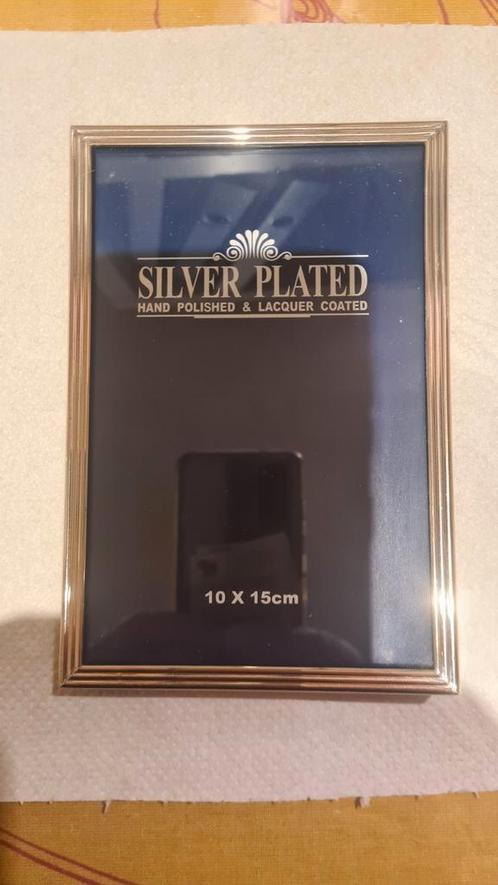 SILVER PLATED
HAND POLISHED & LACQUER COATED
10 X 15cm